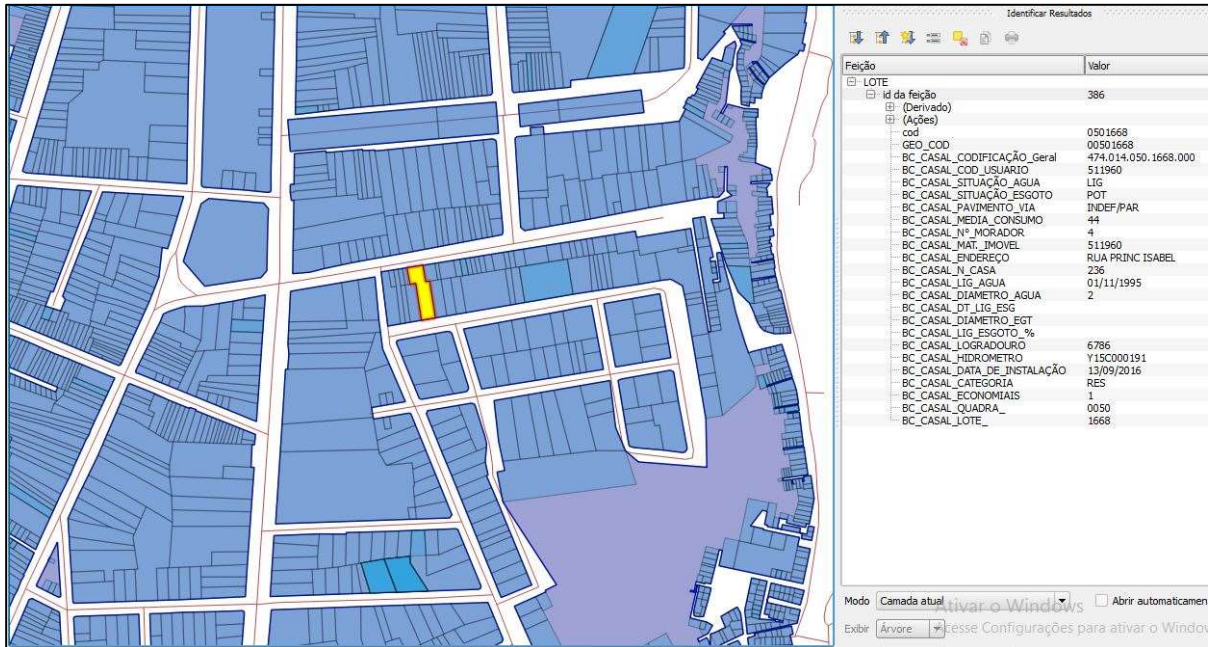 Identificar Resultados
Feição Valor
LOTE
id da feição 386
(Derivado)
(Ações)
cod 0501668
GEO_COD 00501668
BC_CASAL_CODIFICAÇÃO_Geral 474.014.050.1668.000
BC_CASAL_COD_USUARIO 511960
BC_CASAL_SITUAÇÃO_AGUA LIG
BC_CASAL_SITUAÇÃO_ESGOTO POT
BC_CASAL_PAVIMENTO_VIA INDEF/PAR
BC_CASAL_MEDIA_CONSUMO 44
BC_CASAL_Nº_MORADOR 4
BC_CASAL_MAT. IMOVEL 511960
BC_CASAL_ENDEREÇO RUA PRINC ISABEL
BC_CASAL_N_CASA 236
BC_CASAL_LIG_AGUA 01/11/1995
BC_CASAL_DIAMETRO_AGUA 2
BC_CASAL_DT_LIG_ESG
BC_CASAL_DIAMETRO_EGT
BC_CASAL_LIG_ESGOTO_%
BC_CASAL_LOGRADOURO 6786
BC_CASAL_HIDROMETRO Y15C000191
BC_CASAL_DATA_DE_INSTALAÇÃO 13/09/2016
BC_CASAL_CATEGORIA RES
BC_CASAL_ECONOMIAIS 1
BC_CASAL_QUADRA_ 0050
BC_CASAL_LOTE_ 1668
Modo Camada atual Abrir automaticamen
Ativar o Windows
Exibir Árvore
Acesse Configurações para ativar o Window